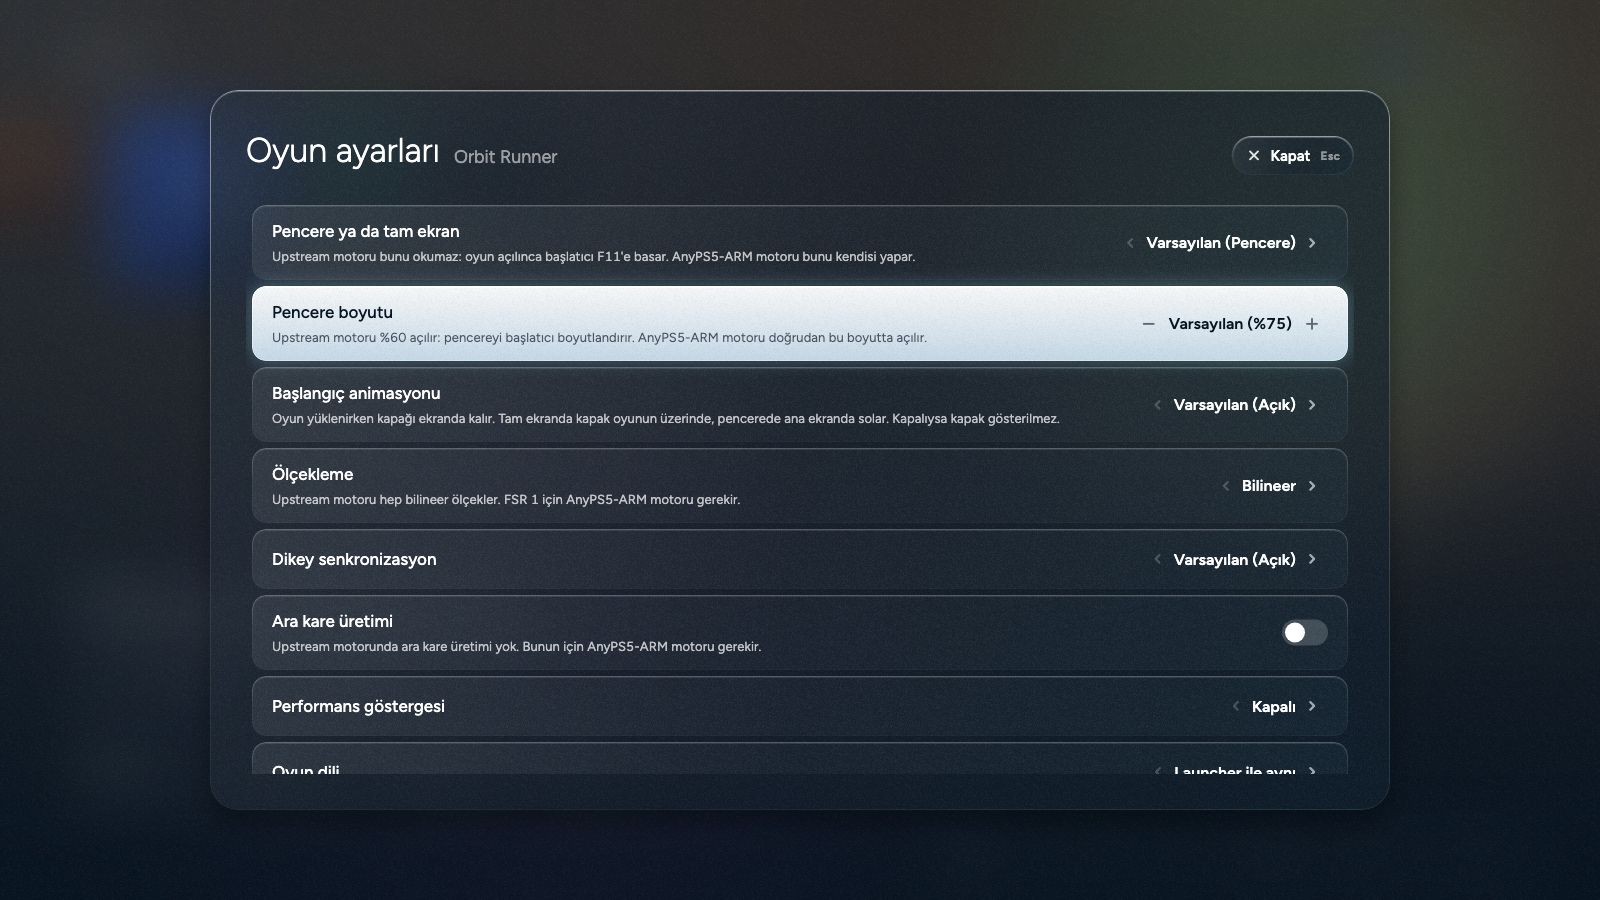 Oyun ayarları Orbit Runner
Kapat Esc
Pencere ya da tam ekran
Upstream motoru bunu okumaz: oyun açılınca başlatıcı F11'e basar. AnyPS5-ARM motoru bunu kendisi yapar.
Varsayılan (Pencere)
Pencere boyutu
Upstream motoru %60 açılır: pencereyi başlatıcı boyutlandırır. AnyPS5-ARM motoru doğrudan bu boyutta açılır.
Varsayılan (%75)
Başlangıç animasyonu
Oyun yüklenirken kapağı ekranda kalır. Tam ekranda kapak oyunun üzerinde, pencerede ana ekranda solar. Kapalıysa kapak gösterilmez.
Varsayılan (Açık)
Ölçekleme
Upstream motoru hep bilineer ölçekler. FSR 1 için AnyPS5-ARM motoru gerekir.
Bilineer
Dikey senkronizasyon
Varsayılan (Açık)
Ara kare üretimi
Upstream motorunda ara kare üretimi yok. Bunun için AnyPS5-ARM motoru gerekir.
Performans göstergesi
Kapalı
Oyun dili
Launcher ile aynı